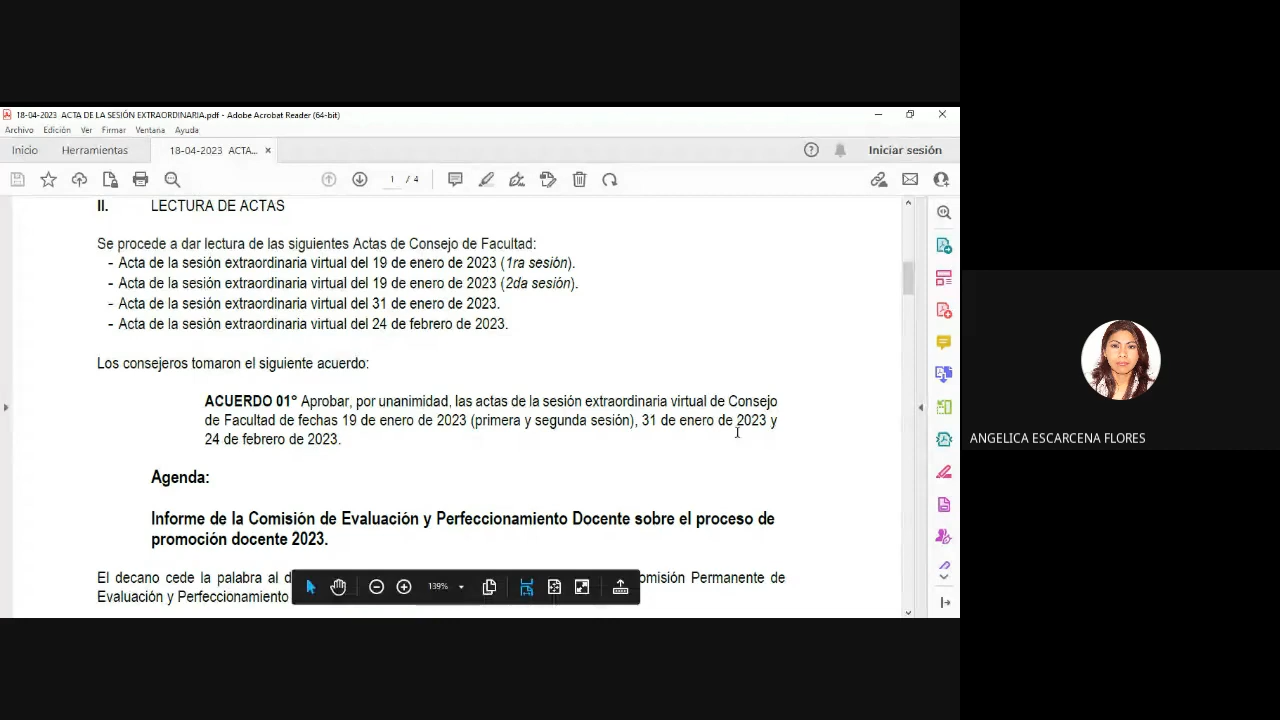 18-04-2023 ACTA DE LA SESIÓN EXTRAORDINARIA.pdf - Adobe Acrobat Reader (64-bit)
Archivo Edición Ver Firmar Ventana Ayuda
Inicio Herramientas 18-04-2023 ACTA... × Iniciar sesión
1 / 4
II. LECTURA DE ACTAS
Se procede a dar lectura de las siguientes Actas de Consejo de Facultad:
- Acta de la sesión extraordinaria virtual del 19 de enero de 2023 (1ra sesión).
- Acta de la sesión extraordinaria virtual del 19 de enero de 2023 (2da sesión).
- Acta de la sesión extraordinaria virtual del 31 de enero de 2023.
- Acta de la sesión extraordinaria virtual del 24 de febrero de 2023.
Los consejeros tomaron el siguiente acuerdo:
ACUERDO 01° Aprobar, por unanimidad, las actas de la sesión extraordinaria virtual de Consejo
de Facultad de fechas 19 de enero de 2023 (primera y segunda sesión), 31 de enero de 2023 y
24 de febrero de 2023.
Agenda:
Informe de la Comisión de Evaluación y Perfeccionamiento Docente sobre el proceso de
promoción docente 2023.
El decano cede la palabra al d omisión Permanente de
Evaluación y Perfeccionamiento
139%
ANGELICA ESCARCENA FLORES